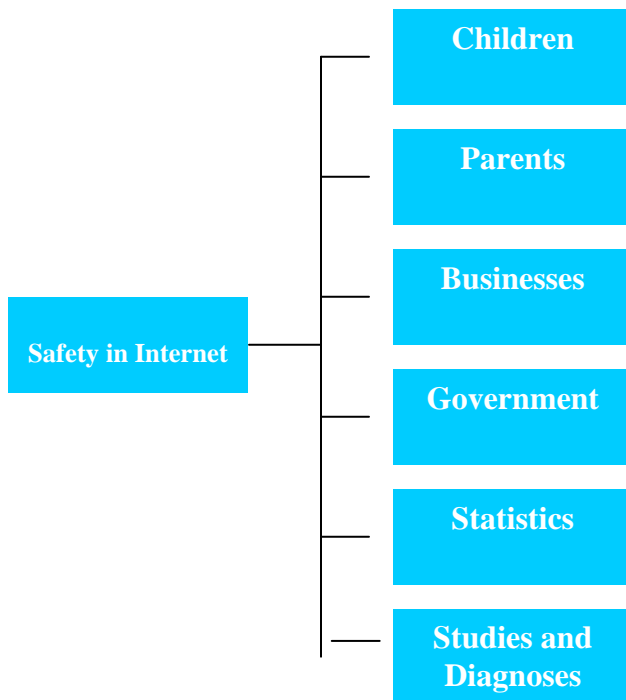 Children
Parents
Businesses
Safety in Internet
Government
Statistics
Studies and
Diagnoses